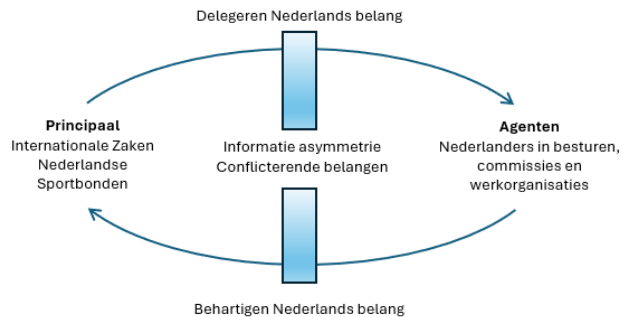 Delegeren Nederlands belang
Principaal
Internationale Zaken
Nederlandse
Sportbonden
Informatie asymmetrie
Conflicterende belangen
Agenten
Nederlanders in besturen,
commissies en
werkorganisaties
Behartigen Nederlands belang